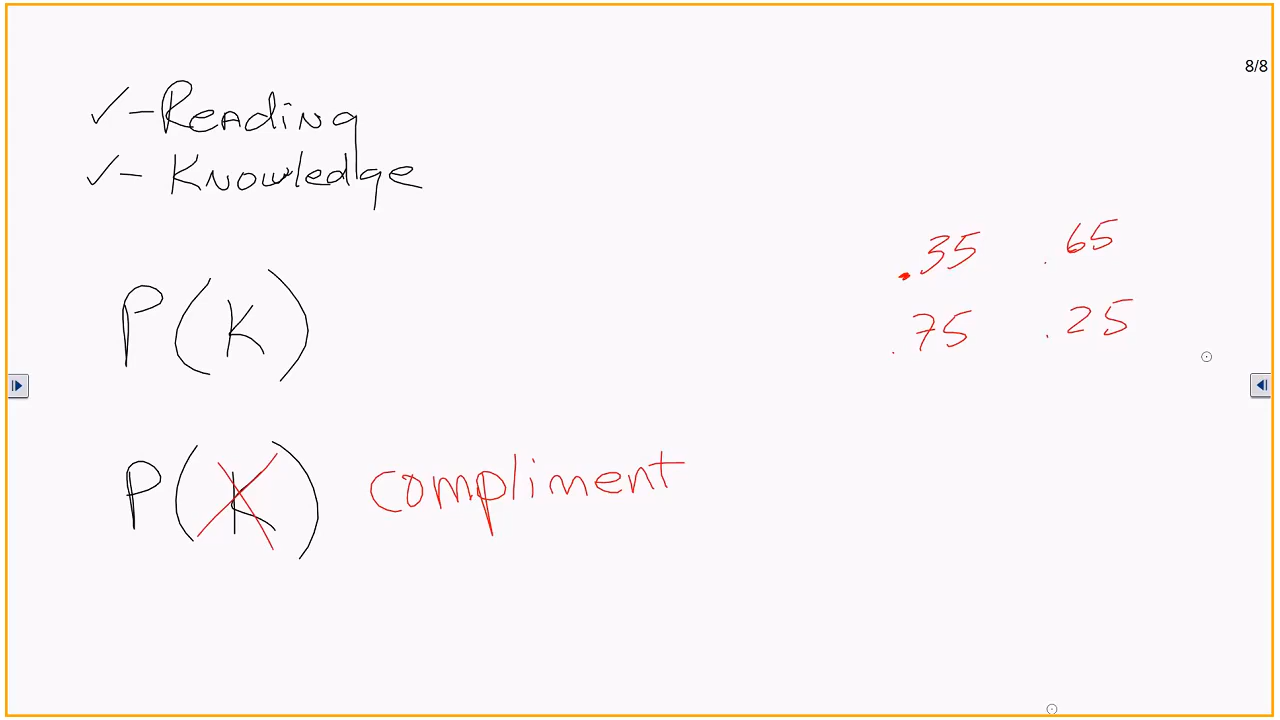 8/8
✓ - Reading
✓ - Knowledge
.35 .65
P(K)
.75 .25
P(K) compliment